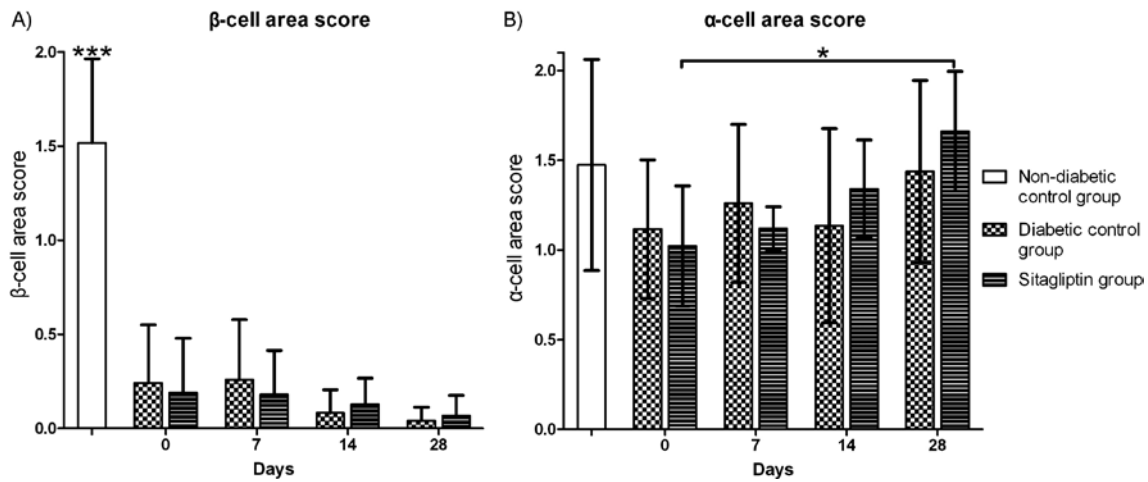 A)
β-cell area score
***
2.0
1.5
1.0
0.5
0.0
β-cell area score
0 7 14 28
Days
B)
α-cell area score
*
2.0
1.5
1.0
0.5
0.0
α-cell area score
0 7 14 28
Days
Non-diabetic
control group
Diabetic control
group
Sitagliptin group